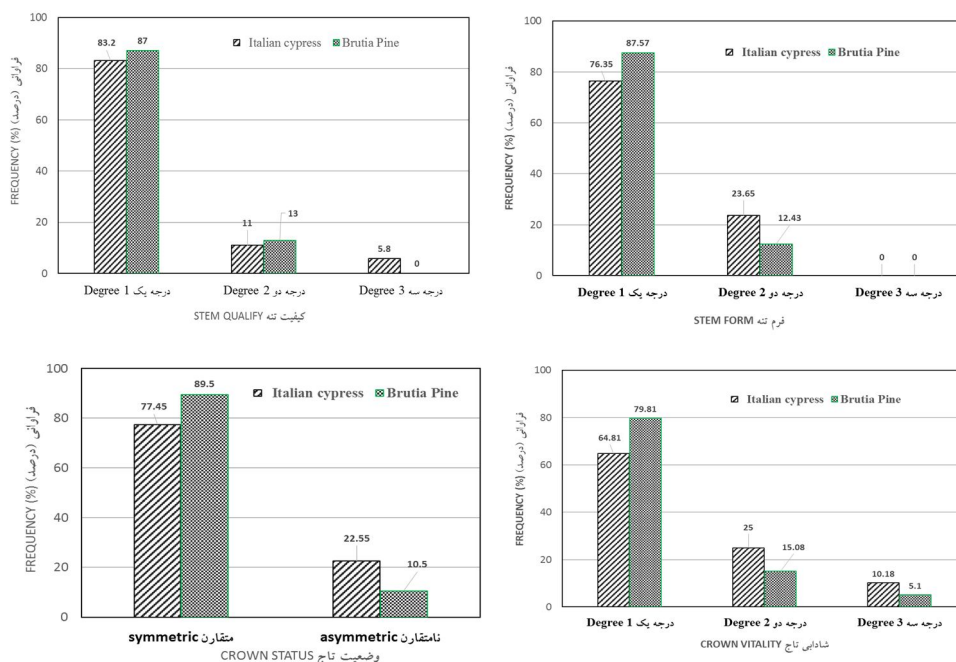 100
80
60
40
20
0
FREQUENCY (%) فراوانی (درصد)
Italian cypress Brutia Pine
83.2 87
11 13
5.8 0
Degree 1 درجه یک Degree 2 درجه دو Degree 3 درجه سه
STEM QUALIFY کیفیت تنه
100
80
60
40
20
0
FREQUENCY (%) فراوانی (درصد)
Italian cypress Brutia Pine
76.35 87.57
23.65 12.43
0 0
Degree 1 درجه یک Degree 2 درجه دو Degree 3 درجه سه
STEM FORM فرم تنه
100
80
60
40
20
0
FREQUENCY (%) فراوانی (درصد)
Italian cypress Brutia Pine
77.45 89.5
22.55 10.5
symmetric متقارن asymmetric نامتقارن
CROWN STATUS وضعیت تاج
100
80
60
40
20
0
FREQUENCY (%) فراوانی (درصد)
Italian cypress Brutia Pine
64.81 79.81
25 15.08
10.18 5.1
Degree 1 درجه یک Degree 2 درجه دو Degree 3 درجه سه
CROWN VITALITY شادابی تاج